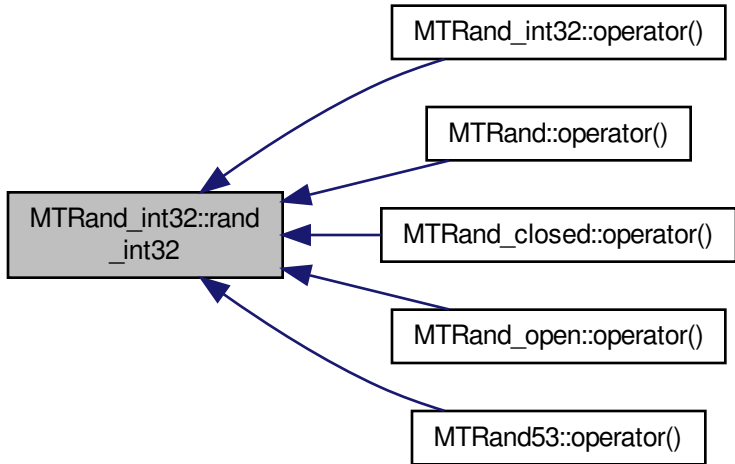 MTRand_int32::operator()
MTRand::operator()
MTRand_int32::rand
_int32
MTRand_closed::operator()
MTRand_open::operator()
MTRand53::operator()